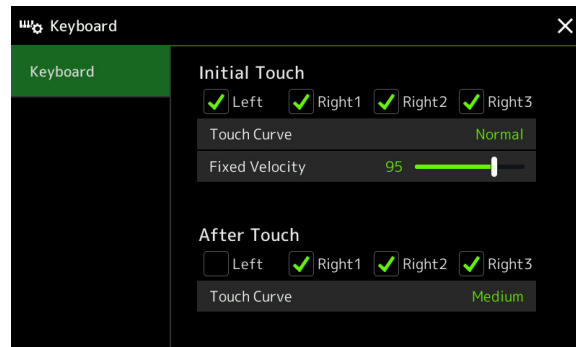 Keyboard
Keyboard
Initial Touch
Left Right1 Right2 Right3
Touch Curve Normal
Fixed Velocity 95
After Touch
Left Right1 Right2 Right3
Touch Curve Medium